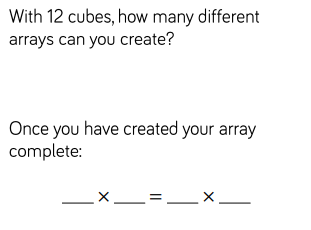 With 12 cubes, how many different
arrays can you create?
Once you have created your array
complete:
___ × ___ = ___ × ___